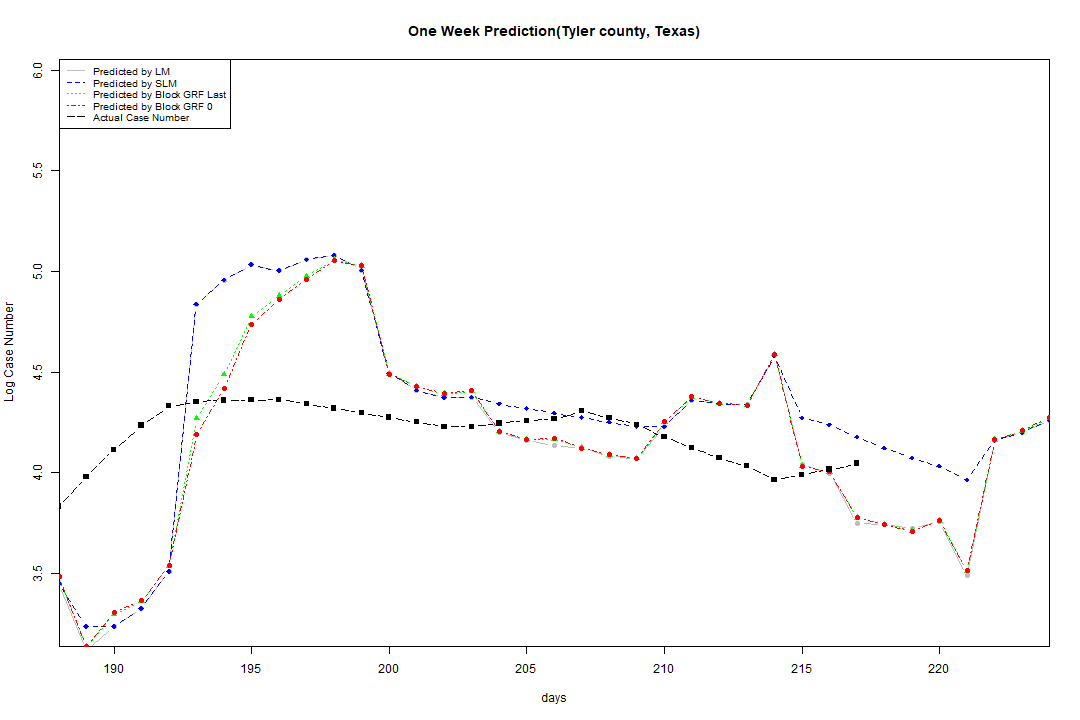 One Week Prediction(Tyler county, Texas)
Predicted by LM
Predicted by SLM
Predicted by Block GRF Last
Predicted by Block GRF 0
Actual Case Number
Log Case Number
6.0
5.5
5.0
4.5
4.0
3.5
190 195 200 205 210 215 220
days